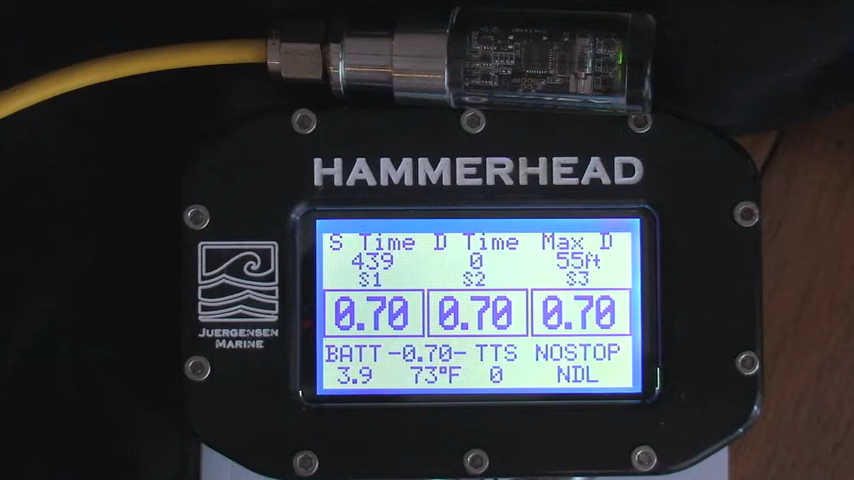 HAMMERHEAD
S Time D Time Max D
439 0 55ft
S1 S2 S3
0.70 0.70 0.70
BATT -0.70- TTS NOSTOP
3.9 73°F 0 NDL
JUERGENSEN
MARINE